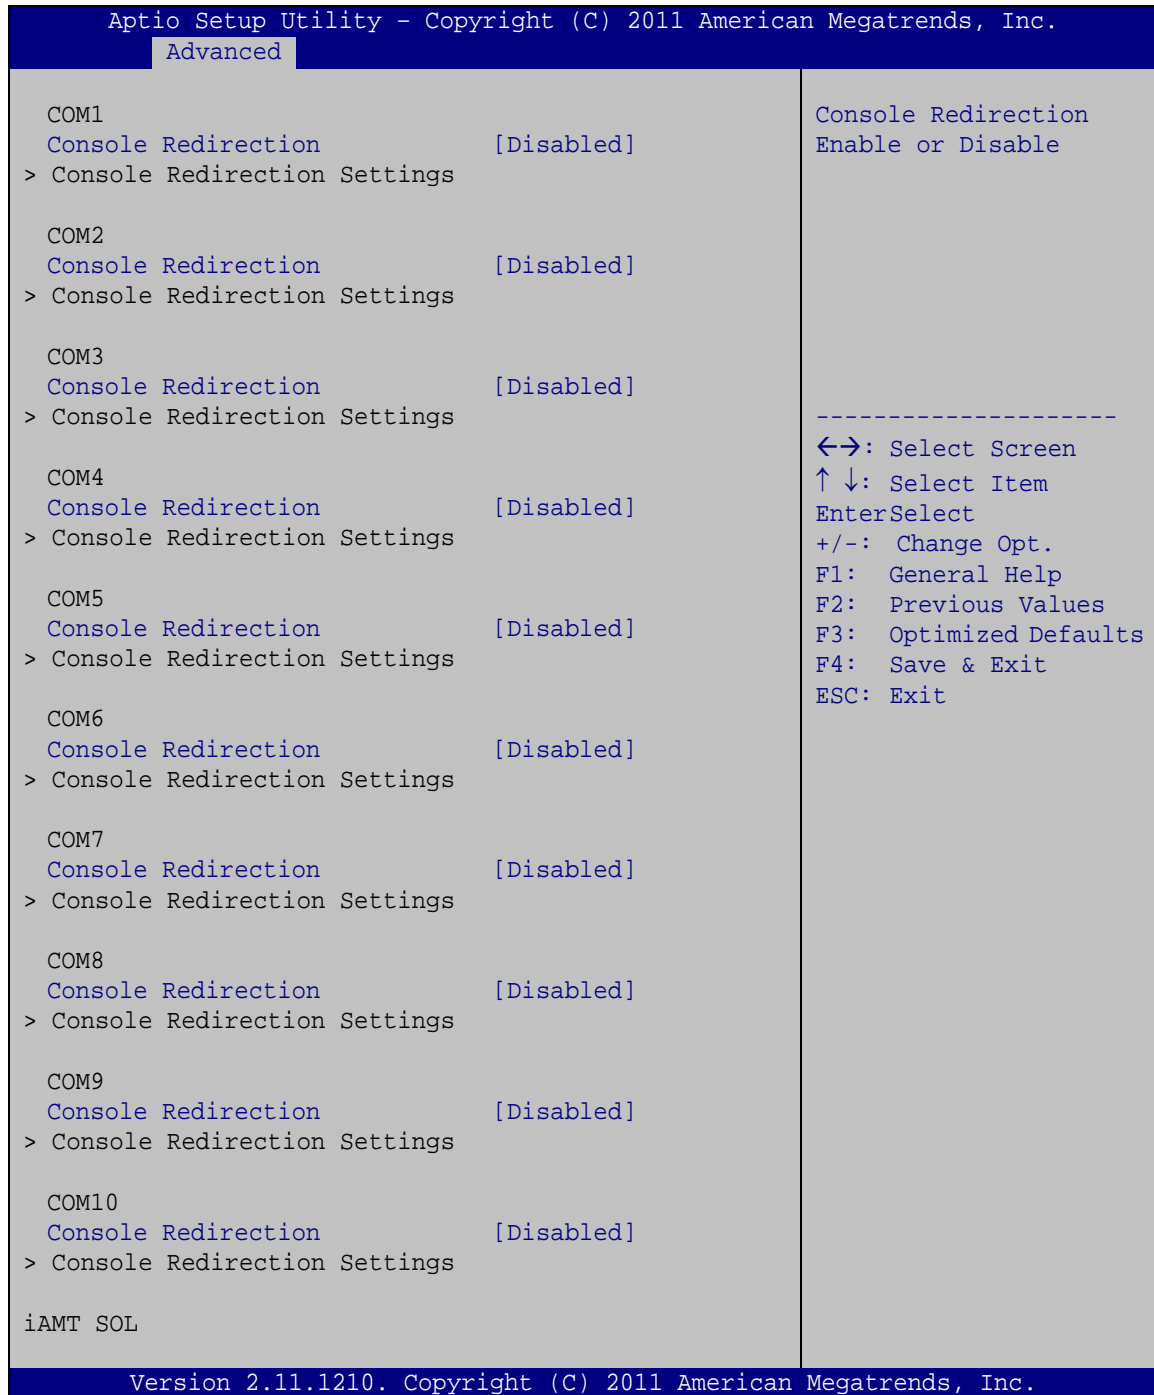 Aptio Setup Utility – Copyright (C) 2011 American Megatrends, Inc.
Advanced
COM1
Console Redirection [Disabled]
> Console Redirection Settings
COM2
Console Redirection [Disabled]
> Console Redirection Settings
COM3
Console Redirection [Disabled]
> Console Redirection Settings
COM4
Console Redirection [Disabled]
> Console Redirection Settings
COM5
Console Redirection [Disabled]
> Console Redirection Settings
COM6
Console Redirection [Disabled]
> Console Redirection Settings
COM7
Console Redirection [Disabled]
> Console Redirection Settings
COM8
Console Redirection [Disabled]
> Console Redirection Settings
COM9
Console Redirection [Disabled]
> Console Redirection Settings
COM10
Console Redirection [Disabled]
> Console Redirection Settings
iAMT SOL
Console Redirection
Enable or Disable
---------------------
←→: Select Screen
↑ ↓: Select Item
EnterSelect
+/-: Change Opt.
F1: General Help
F2: Previous Values
F3: Optimized Defaults
F4: Save & Exit
ESC: Exit
Version 2.11.1210. Copyright (C) 2011 American Megatrends, Inc.